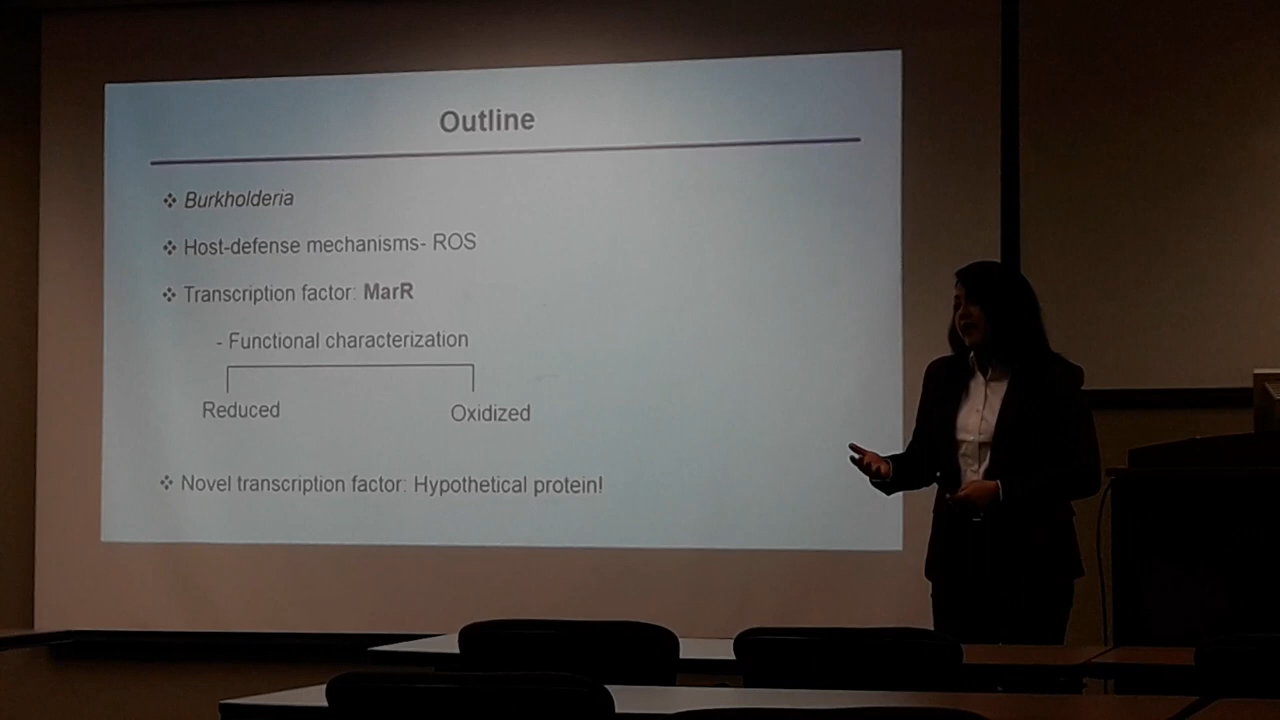 Outline
❖ Burkholderia
❖ Host-defense mechanisms- ROS
❖ Transcription factor: MarR
- Functional characterization
Reduced Oxidized
❖ Novel transcription factor: Hypothetical protein!